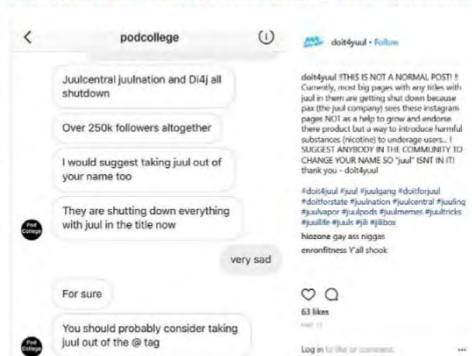 podcollege
Juulcentral juulnation and Di4j all
shutdown
Over 250k followers altogether
I would suggest taking juul out of
your name too
They are shutting down everything
with juul in the title now
Pod
College
very sad
For sure
You should probably consider taking
juul out of the @ tag
Pod
College
doit4yuul • Follow
doit4yuul !!THIS IS NOT A NORMAL POST! !!
Currently, most big pages with any titles with
juul in them are getting shut down because
pax (the juul company) sees these instagram
pages NOT as a help to grow and endorse
there product but a way to introduce harmful
substances (nicotine) to underage users... I
SUGGEST ANYBODY IN THE COMMUNITY TO
CHANGE YOUR NAME SO "juul" ISNT IN IT!
thank you - doit4yuul
#doit4juul #juul #juulgang #doitforjuul
#doitforstate #juulnation #juulcentral #juuling
#juulvapor #juulpods #juulmemes #juultricks
#juullife #juuls #jili #jilibox
hiozone gay ass niggas
enronfitness Y'all shook
63 likes
Log in to like or comment.